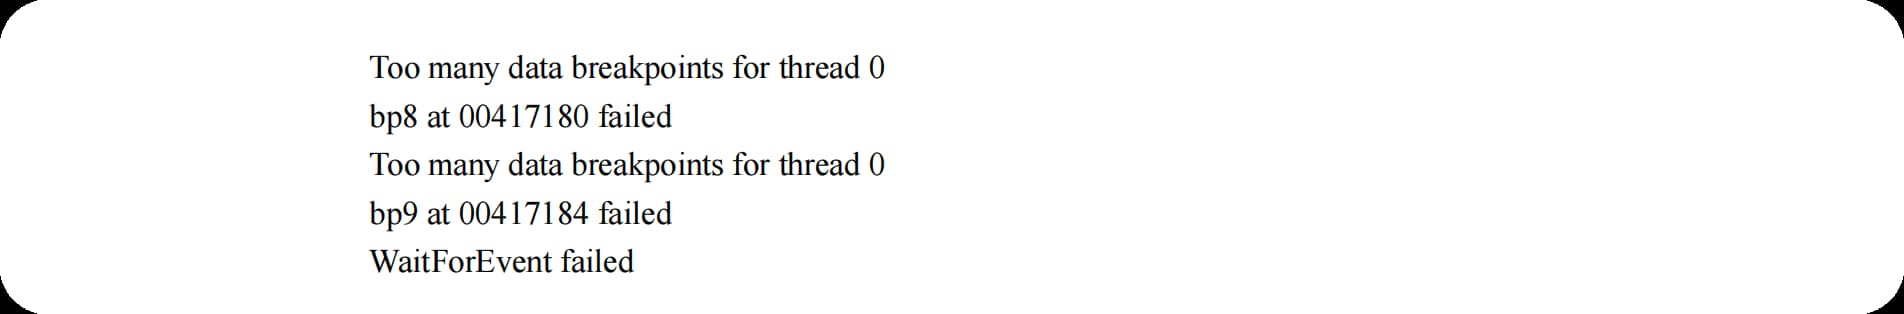 Too many data breakpoints for thread 0
bp8 at 00417180 failed
Too many data breakpoints for thread 0
bp9 at 00417184 failed
WaitForEvent failed